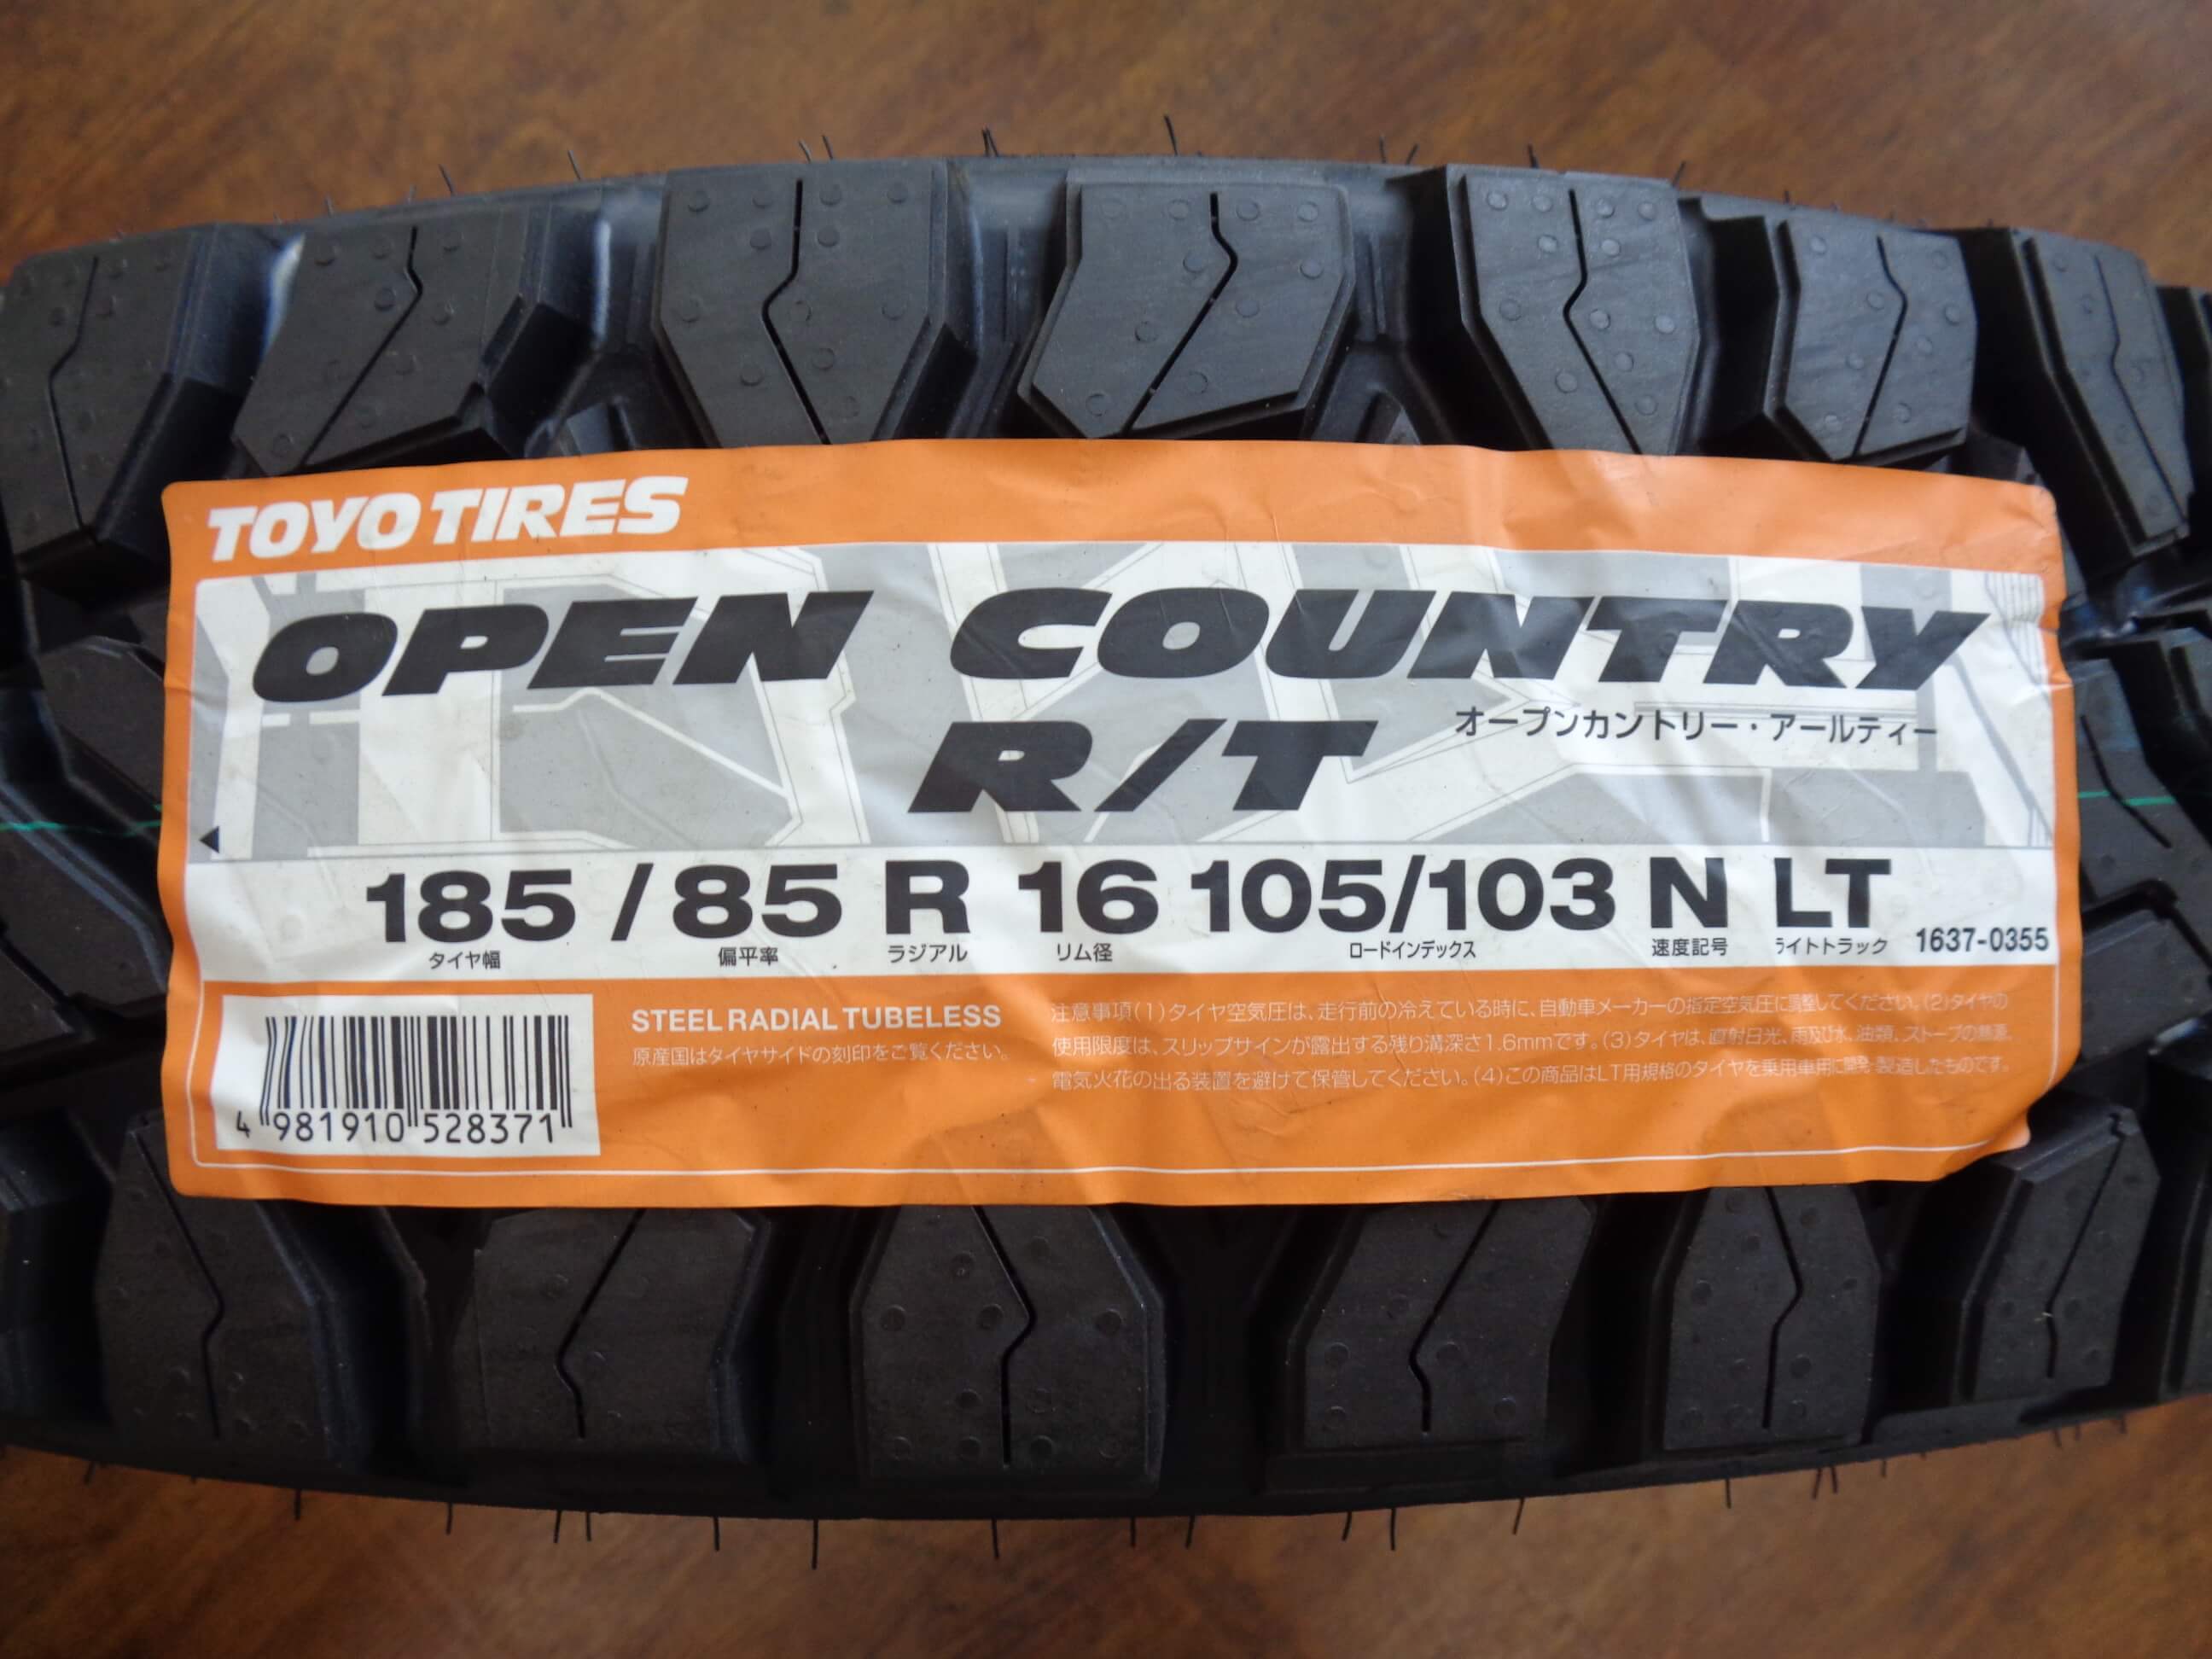 TOYO TIRES
OPEN COUNTRY
R/T
オープンカントリー・アールティー
185 / 85 R 16 105/103 N LT
タイヤ幅 偏平率 ラジアル リム径 ロードインデックス 速度記号 ライトトラック 1637-0355
STEEL RADIAL TUBELESS
原産国はタイヤサイドの刻印をご覧ください。
注意事項(1)タイヤ空気圧は、走行前の冷えている時に、自動車メーカーの指定空気圧に調整してください。(2)タイヤの
使用限度は、スリップサインが露出する残り溝深さ1.6mmです。(3)タイヤは、直射日光、雨及び水、油類、ストーブの熱源、
電気火花の出る装置を避けて保管してください。(4)この商品はLT用規格のタイヤを乗用車用に開発・製造したものです。
4 981910 528371